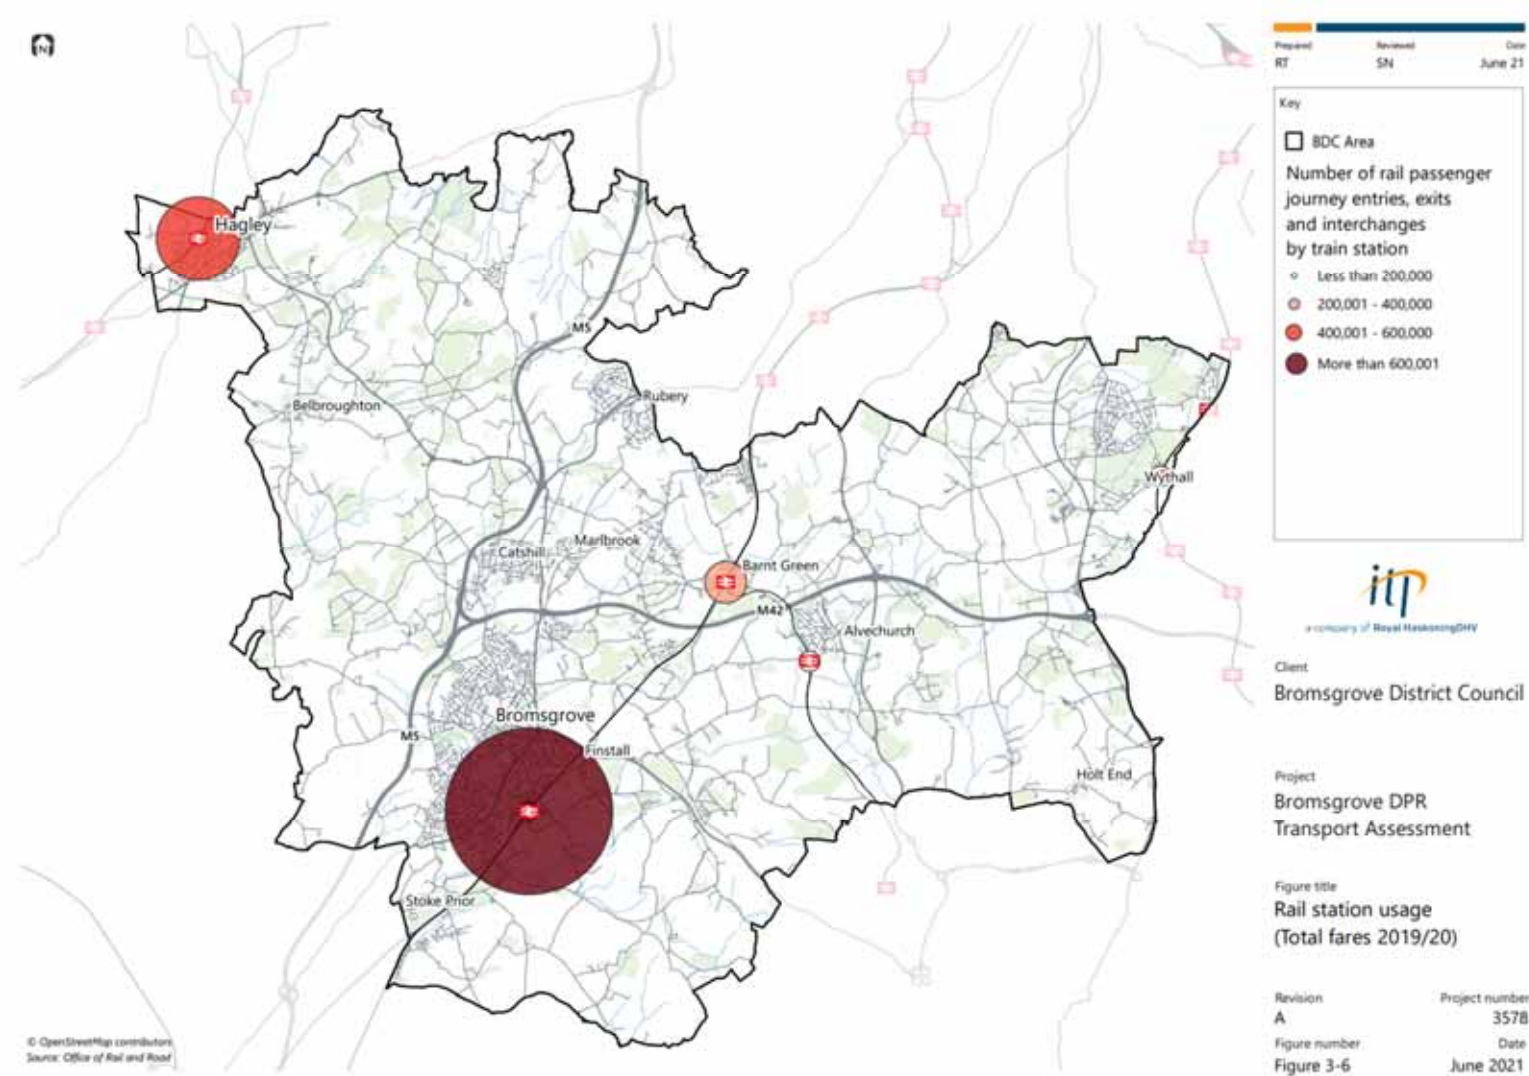 N
Hagley
M5
Belbroughton
Rubery
Wythall
Catshill
Marlbrook
Barnt Green
M42
Alvechurch
Bromsgrove
M5
Finstall
Holt End
Stoke Prior
© OpenStreetMap contributors
Source: Office of Rail and Road
Prepared Reviewed Date
RT SN June 21
Key
BDC Area
Number of rail passenger
journey entries, exits
and interchanges
by train station
Less than 200,000
200,001 - 400,000
400,001 - 600,000
More than 600,001
itp
a company of Royal HaskoningDHV
Client
Bromsgrove District Council
Project
Bromsgrove DPR
Transport Assessment
Figure title
Rail station usage
(Total fares 2019/20)
Revision Project number
A 3578
Figure number Date
Figure 3-6 June 2021